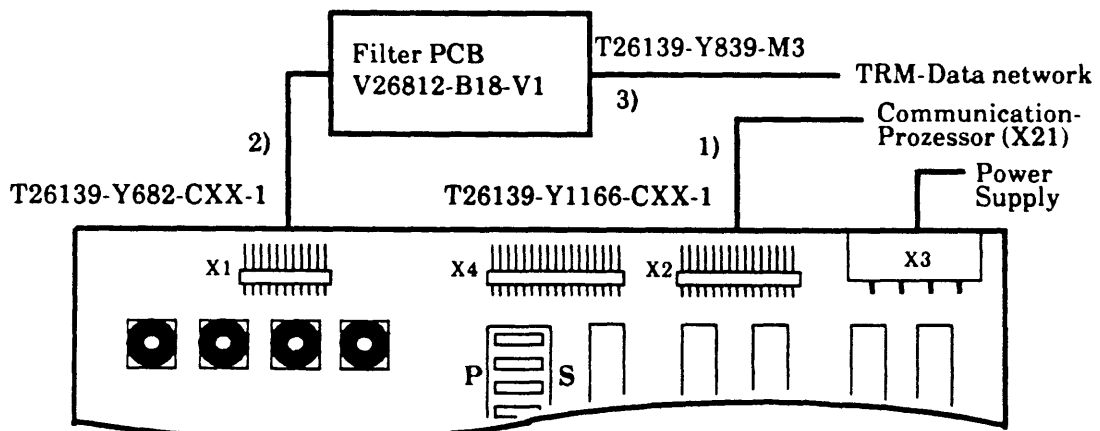 Filter PCB
V26812-B18-V1
T26139-Y839-M3
3)
TRM-Data network
Communication-
Prozessor (X21)
2)
1)
Power
Supply
T26139-Y682-CXX-1
T26139-Y1166-CXX-1
X1
X4
X2
X3
P
S